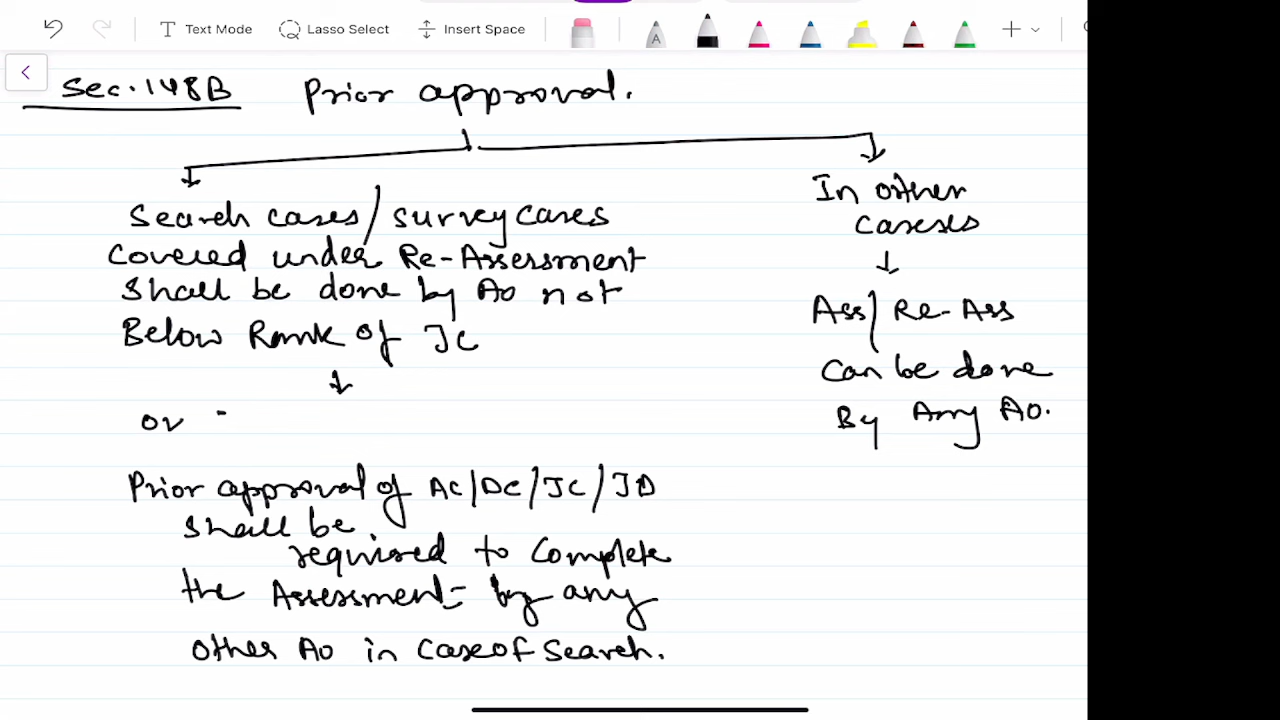 Text Mode Lasso Select Insert Space
Sec.148B Prior approval.
Search cases/survey cases
Covered under Re-Assessment
Shall be done by Ao not
Below Rank of JC
or
Prior approval of AC/DC/JC/JD
Shall be
required to Complete
the Assessment by any
other Ao in Case of Search.
In other
Caseses
Ass/Re-Ass
Can be done
By Any Ao.